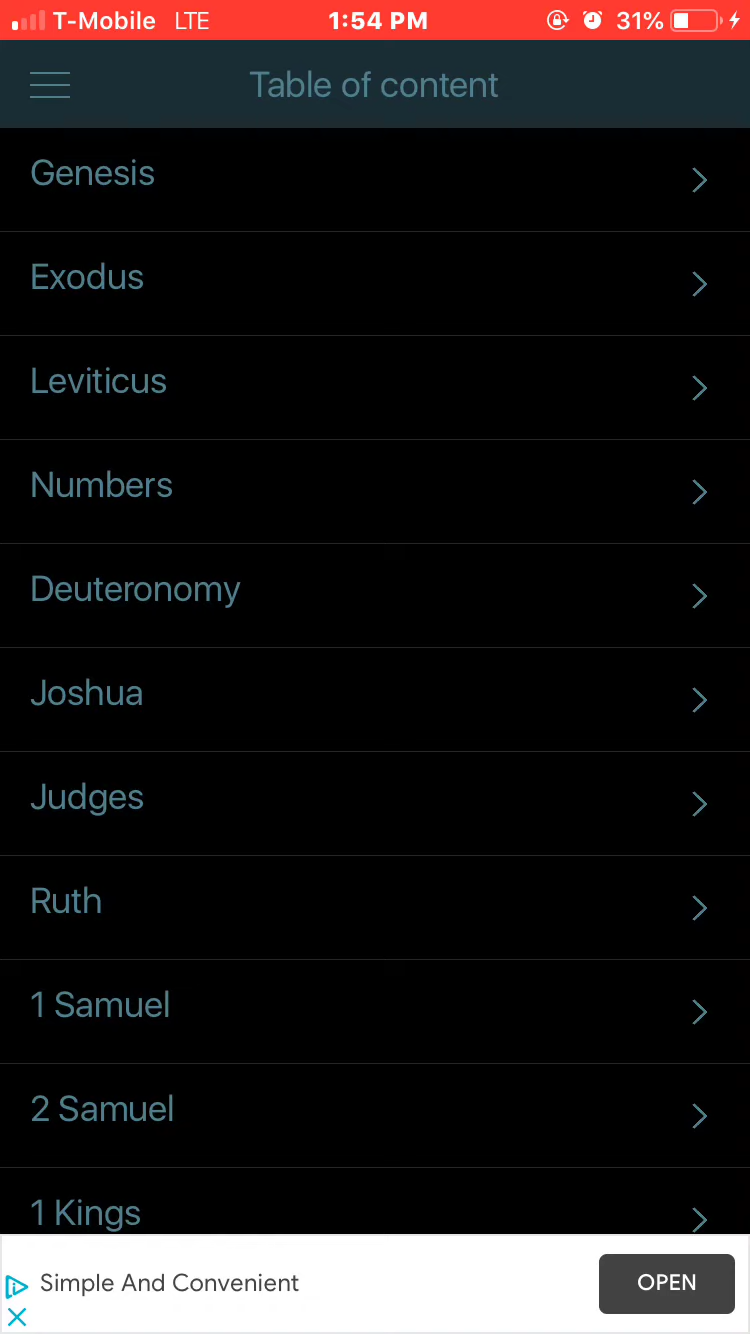 T-Mobile LTE 1:54 PM 31%
Table of content
Genesis
Exodus
Leviticus
Numbers
Deuteronomy
Joshua
Judges
Ruth
1 Samuel
2 Samuel
1 Kings
Simple And Convenient OPEN